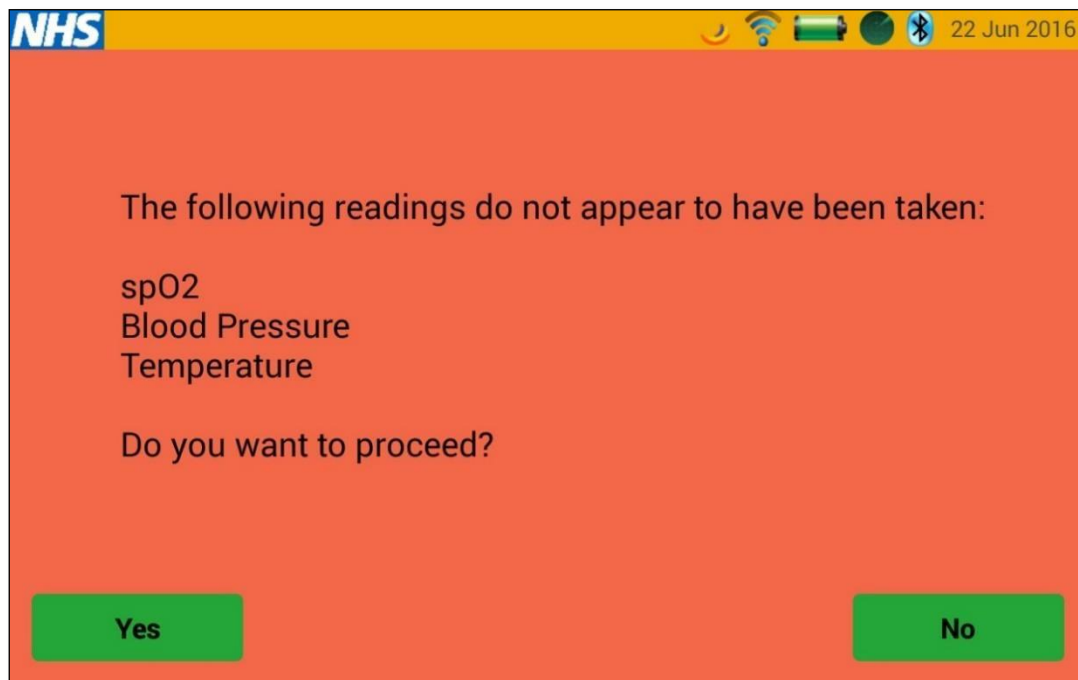 NHS
22 Jun 2016
The following readings do not appear to have been taken:
spO2
Blood Pressure
Temperature
Do you want to proceed?
Yes
No